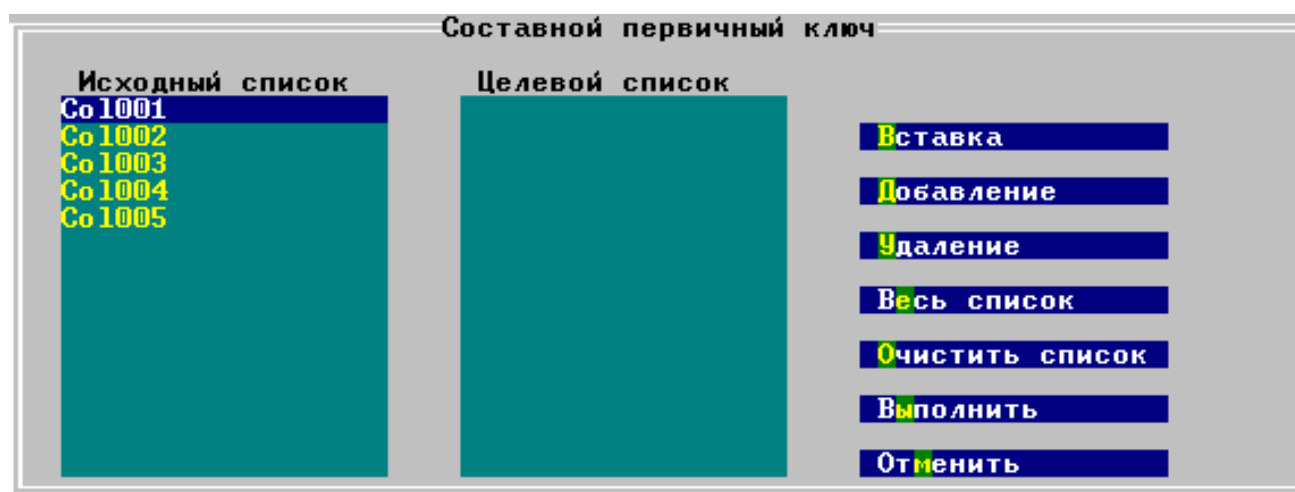 Составной первичный ключ
Исходный список
Целевой список
Col001
Col002
Col003
Col004
Col005
Вставка
Добавление
Удаление
Весь список
Очистить список
Выполнить
Отменить